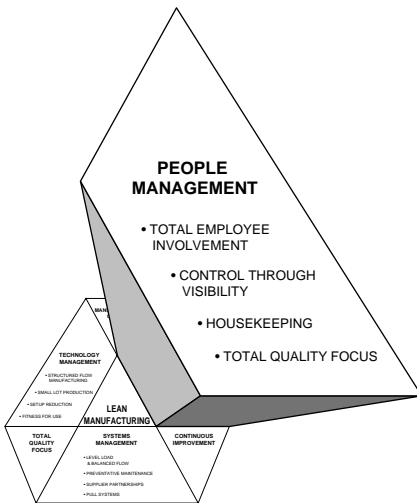 PEOPLE
MANAGEMENT
• TOTAL EMPLOYEE
INVOLVEMENT
• CONTROL THROUGH
VISIBILITY
• HOUSEKEEPING
• TOTAL QUALITY FOCUS
TECHNOLOGY
MANAGEMENT
• STRUCTURED FLOW
MANUFACTURING
• SMALL LOT PRODUCTION
• SETUP REDUCTION
• FITNESS FOR USE
LEAN
MANUFACTURING
TOTAL
QUALITY
FOCUS
SYSTEMS
MANAGEMENT
• LEVEL LOAD
& BALANCED FLOW
• PREVENTATIVE MAINTENANCE
• SUPPLIER PARTNERSHIPS
• PULL SYSTEMS
CONTINUOUS
IMPROVEMENT